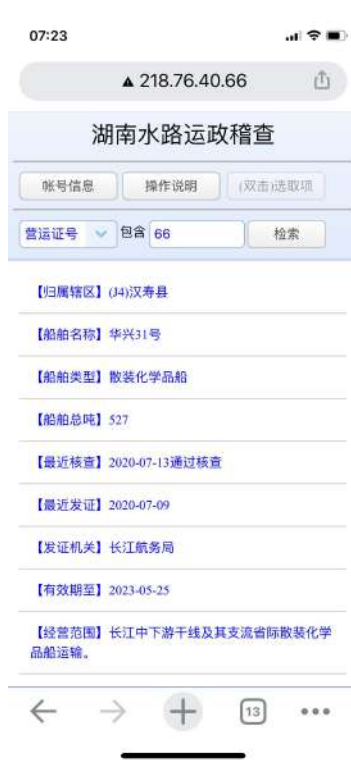 07:23
218.76.40.66
湖南水路运政稽查
帐号信息 操作说明 (双击)选取项
营运证号 包含 66 检索
【归属辖区】(J4)汉寿县
【船舶名称】华兴31号
【船舶类型】散装化学品船
【船舶总吨】527
【最近核查】2020-07-13通过核查
【最近发证】2020-07-09
【发证机关】长江航务局
【有效期至】2023-05-25
【经营范围】长江中下游干线及其支流省际散装化学
品船运输。
13